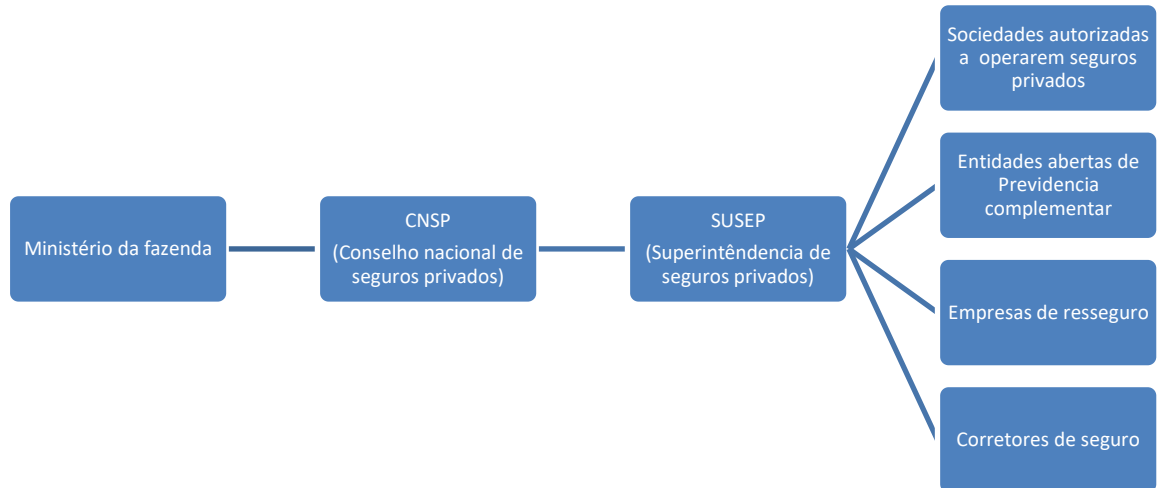 Ministério da fazenda
CNSP
(Conselho nacional de
seguros privados)
SUSEP
(Superintêndencia de
seguros privados)
Sociedades autorizadas
a operarem seguros
privados
Entidades abertas de
Previdencia
complementar
Empresas de resseguro
Corretores de seguro